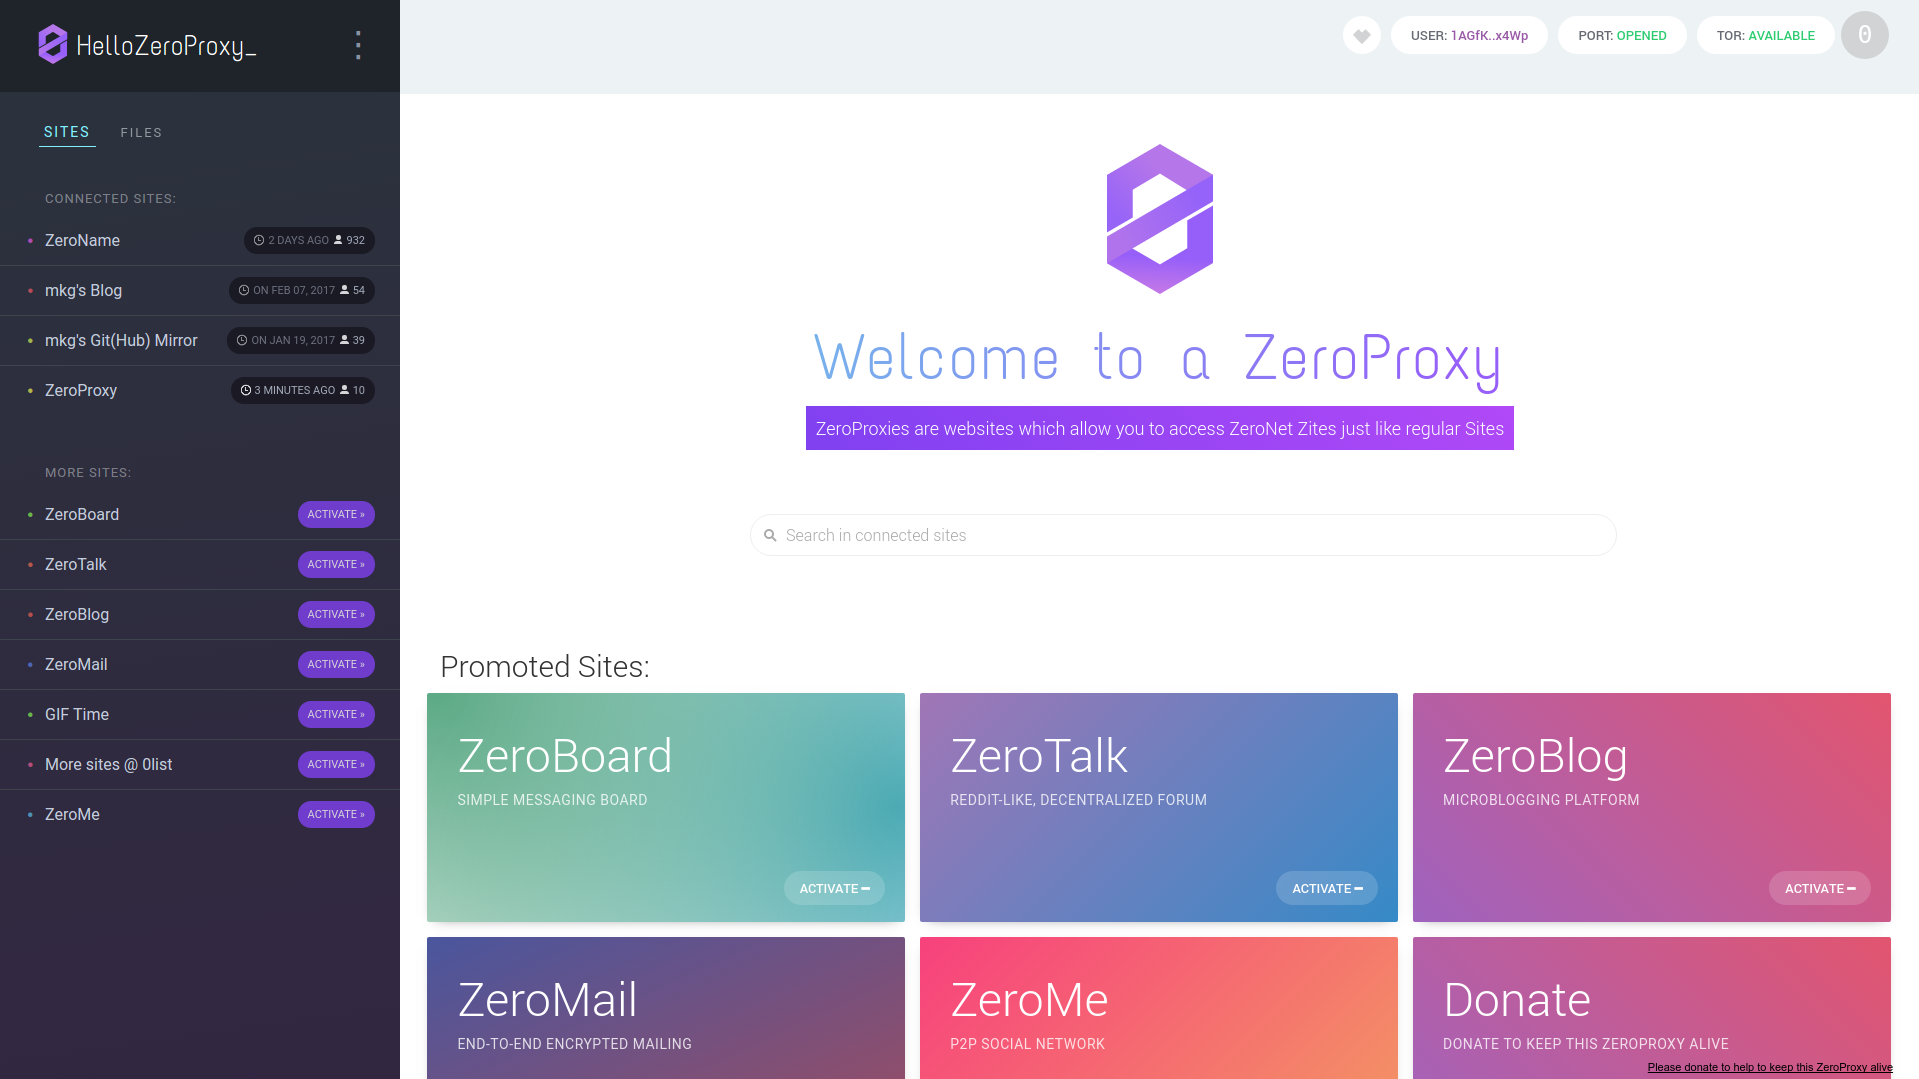 HelloZeroProxy_
SITES FILES
CONNECTED SITES:
ZeroName 2 DAYS AGO 932
mkg's Blog ON FEB 07, 2017 54
mkg's Git(Hub) Mirror ON JAN 19, 2017 39
ZeroProxy 3 MINUTES AGO 10
MORE SITES:
ZeroBoard ACTIVATE »
ZeroTalk ACTIVATE »
ZeroBlog ACTIVATE »
ZeroMail ACTIVATE »
GIF Time ACTIVATE »
More sites @ 0list ACTIVATE »
ZeroMe ACTIVATE »
USER: 1AGfK..x4Wp PORT: OPENED TOR: AVAILABLE 0
Welcome to a ZeroProxy
ZeroProxies are websites which allow you to access ZeroNet Zites just like regular Sites
Search in connected sites
Promoted Sites:
ZeroBoard
SIMPLE MESSAGING BOARD
ACTIVATE
ZeroTalk
REDDIT-LIKE, DECENTRALIZED FORUM
ACTIVATE
ZeroBlog
MICROBLOGGING PLATFORM
ACTIVATE
ZeroMail
END-TO-END ENCRYPTED MAILING
ZeroMe
P2P SOCIAL NETWORK
Donate
DONATE TO KEEP THIS ZEROPROXY ALIVE
Please donate to help to keep this ZeroProxy alive